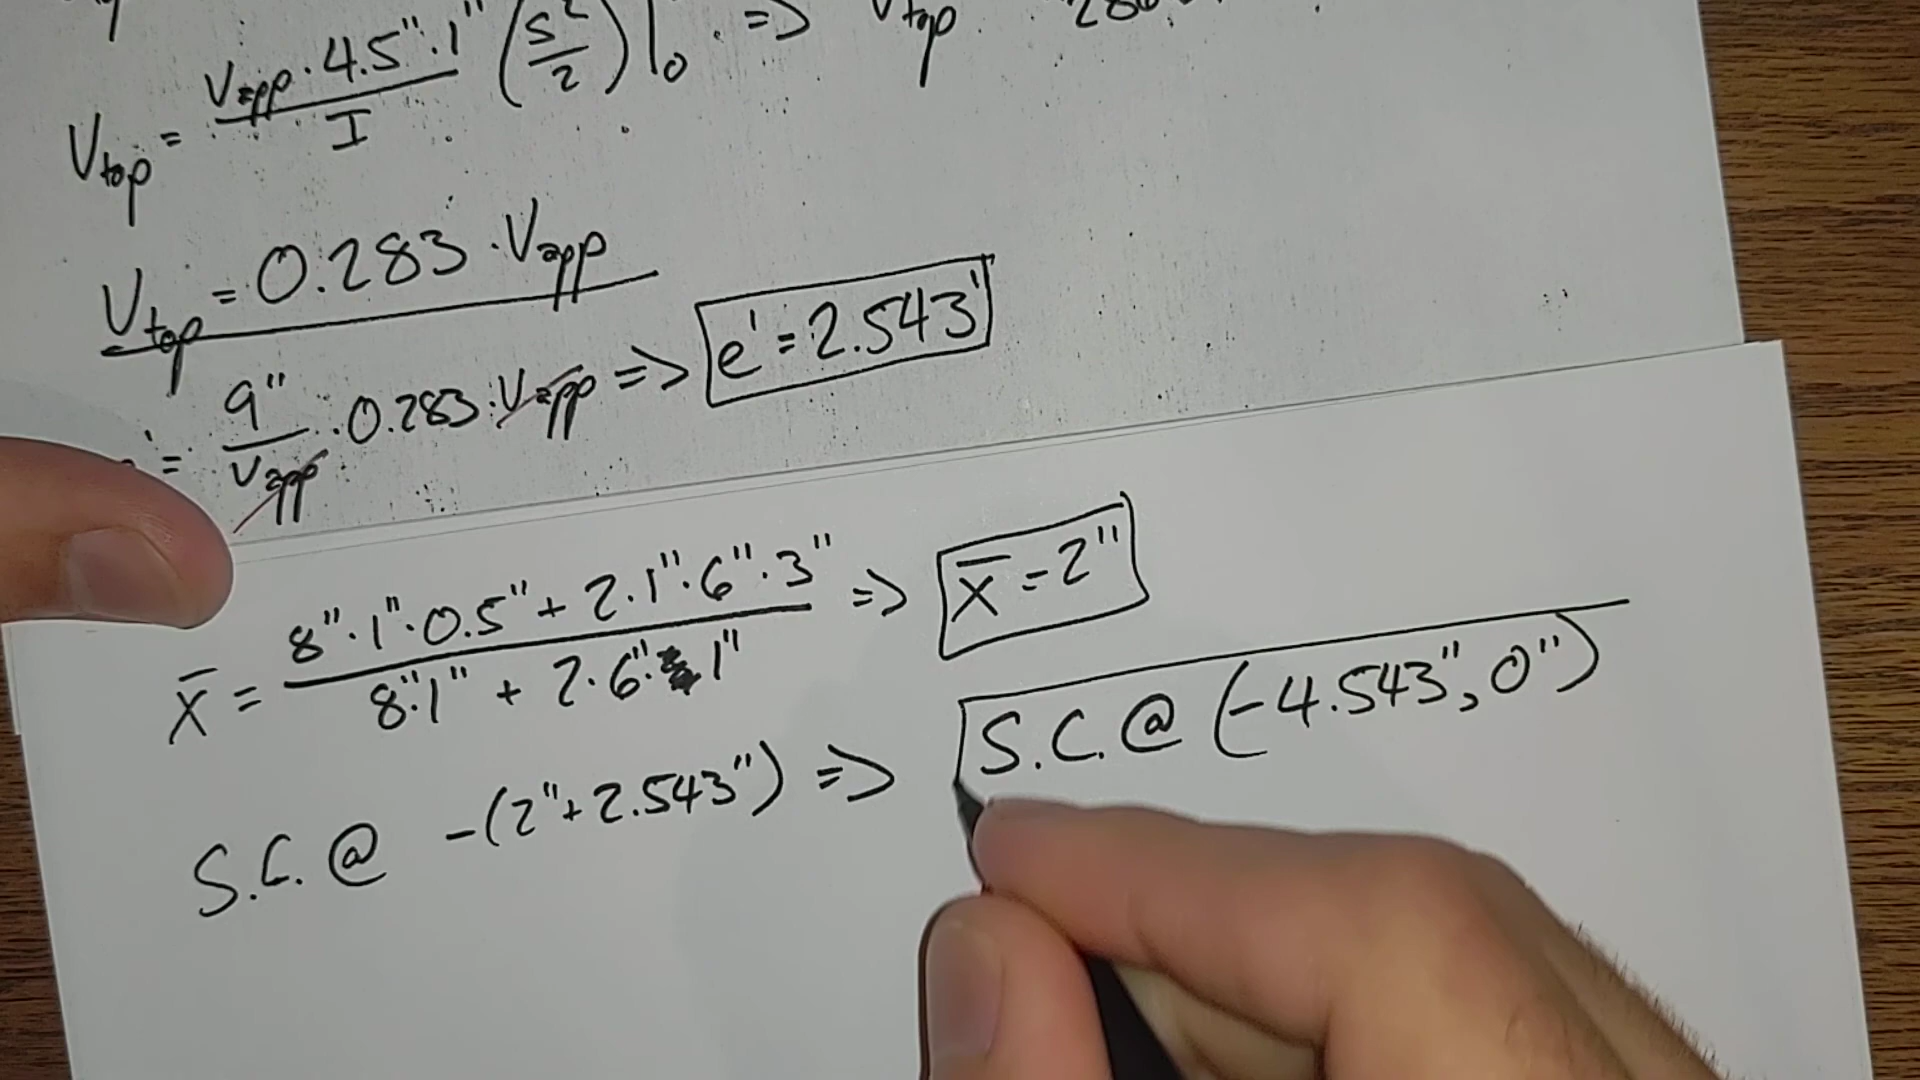 V_top = (V_app · 4.5" · 1") / I (s²/2)|₀ => V_top
V_top = 0.283 · V_app
= 9"/V_app · 0.283 · V_app => e' = 2.543'
x̄ = (8" · 1" · 0.5" + 2 · 1" · 6" · 3") / (8" · 1" + 2 · 6" · 1") => x̄ = 2"
S.C. @ -(2" + 2.543") => S.C. @ (-4.543", 0")